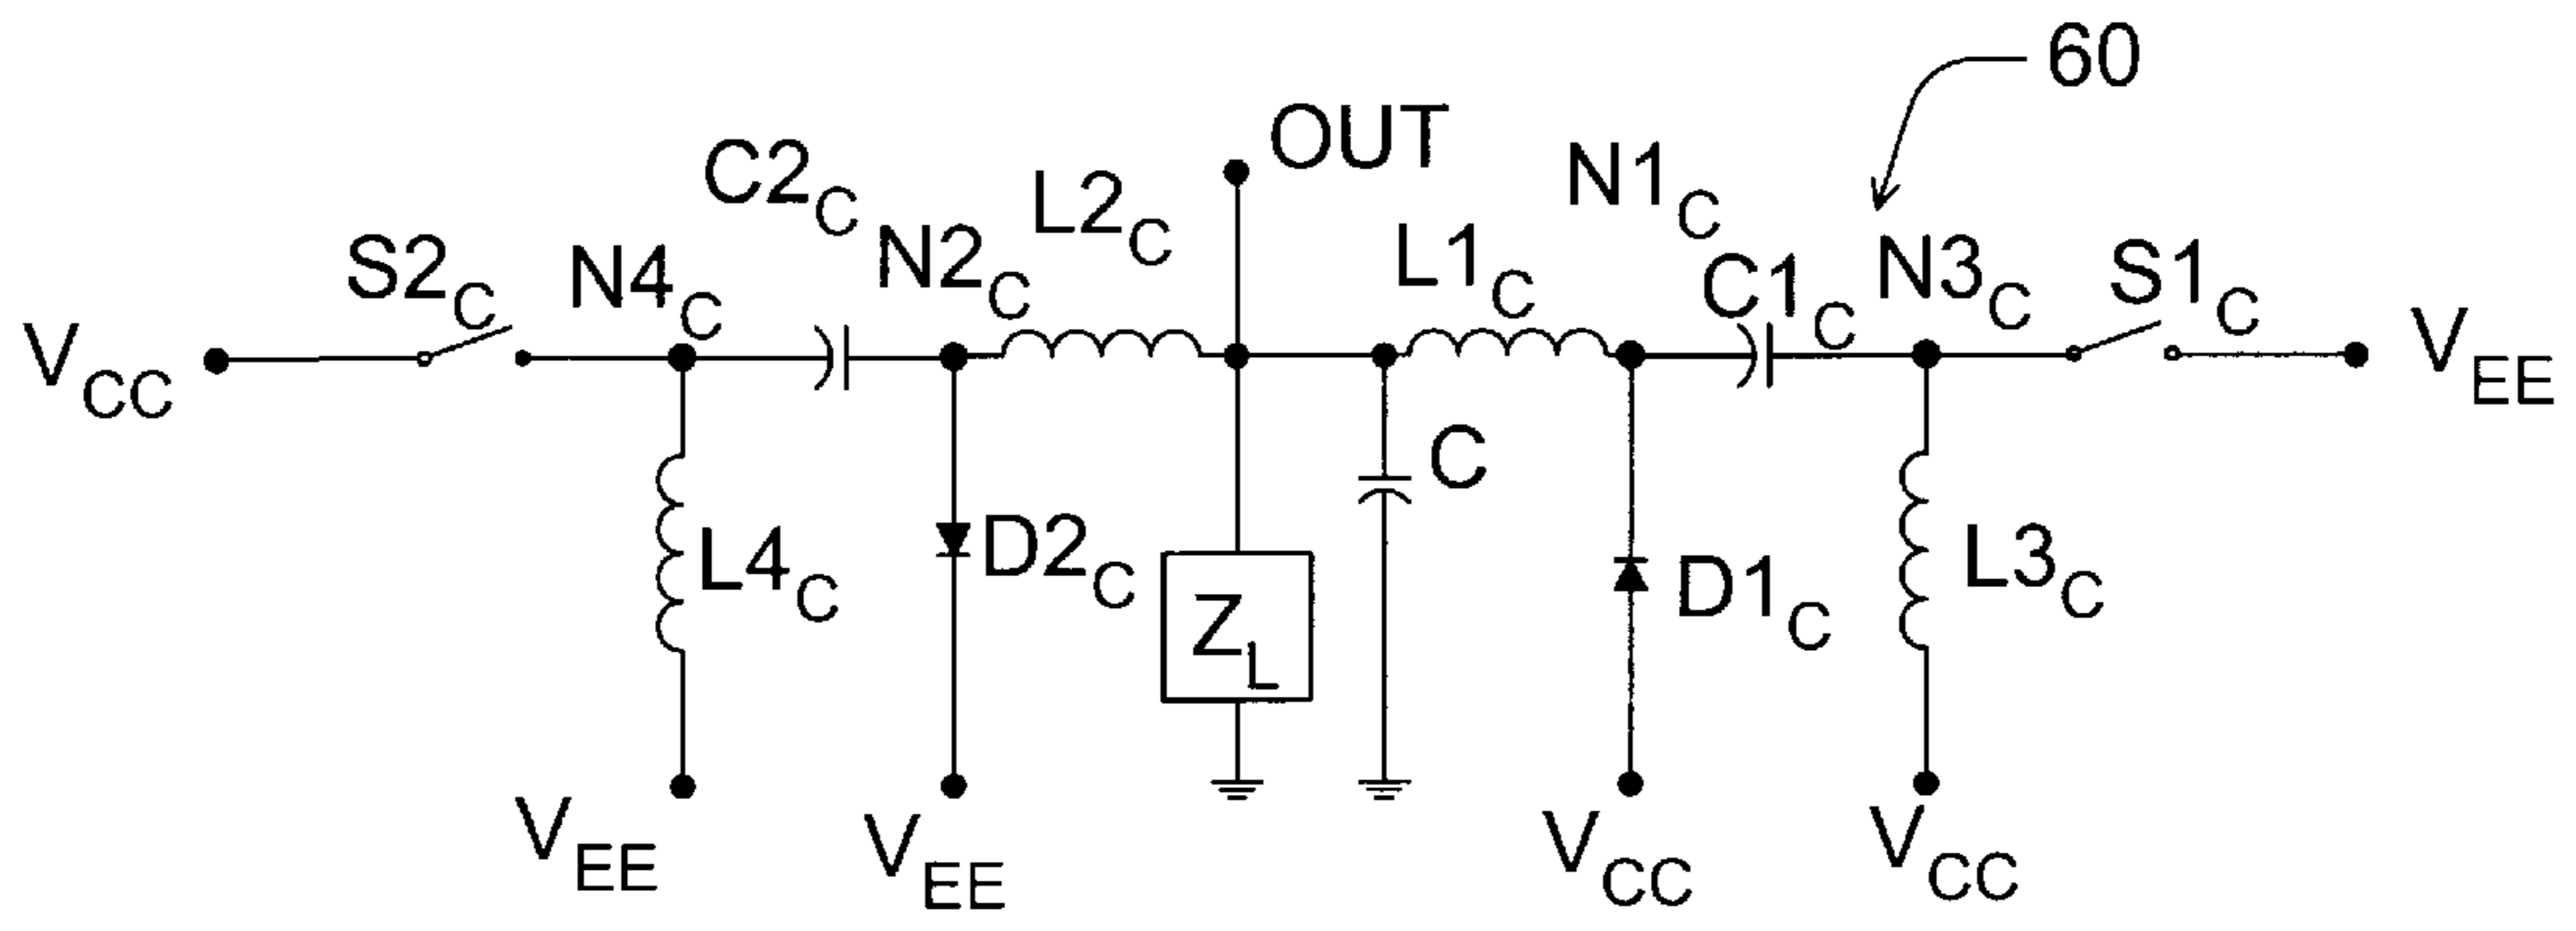 60
OUT
C2C
L2C
N1C
S2C
N4C
N2C
L1C
C1C
N3C
S1C
VCC
VEE
C
L4C
D2C
ZL
D1C
L3C
VEE
VEE
VCC
VCC